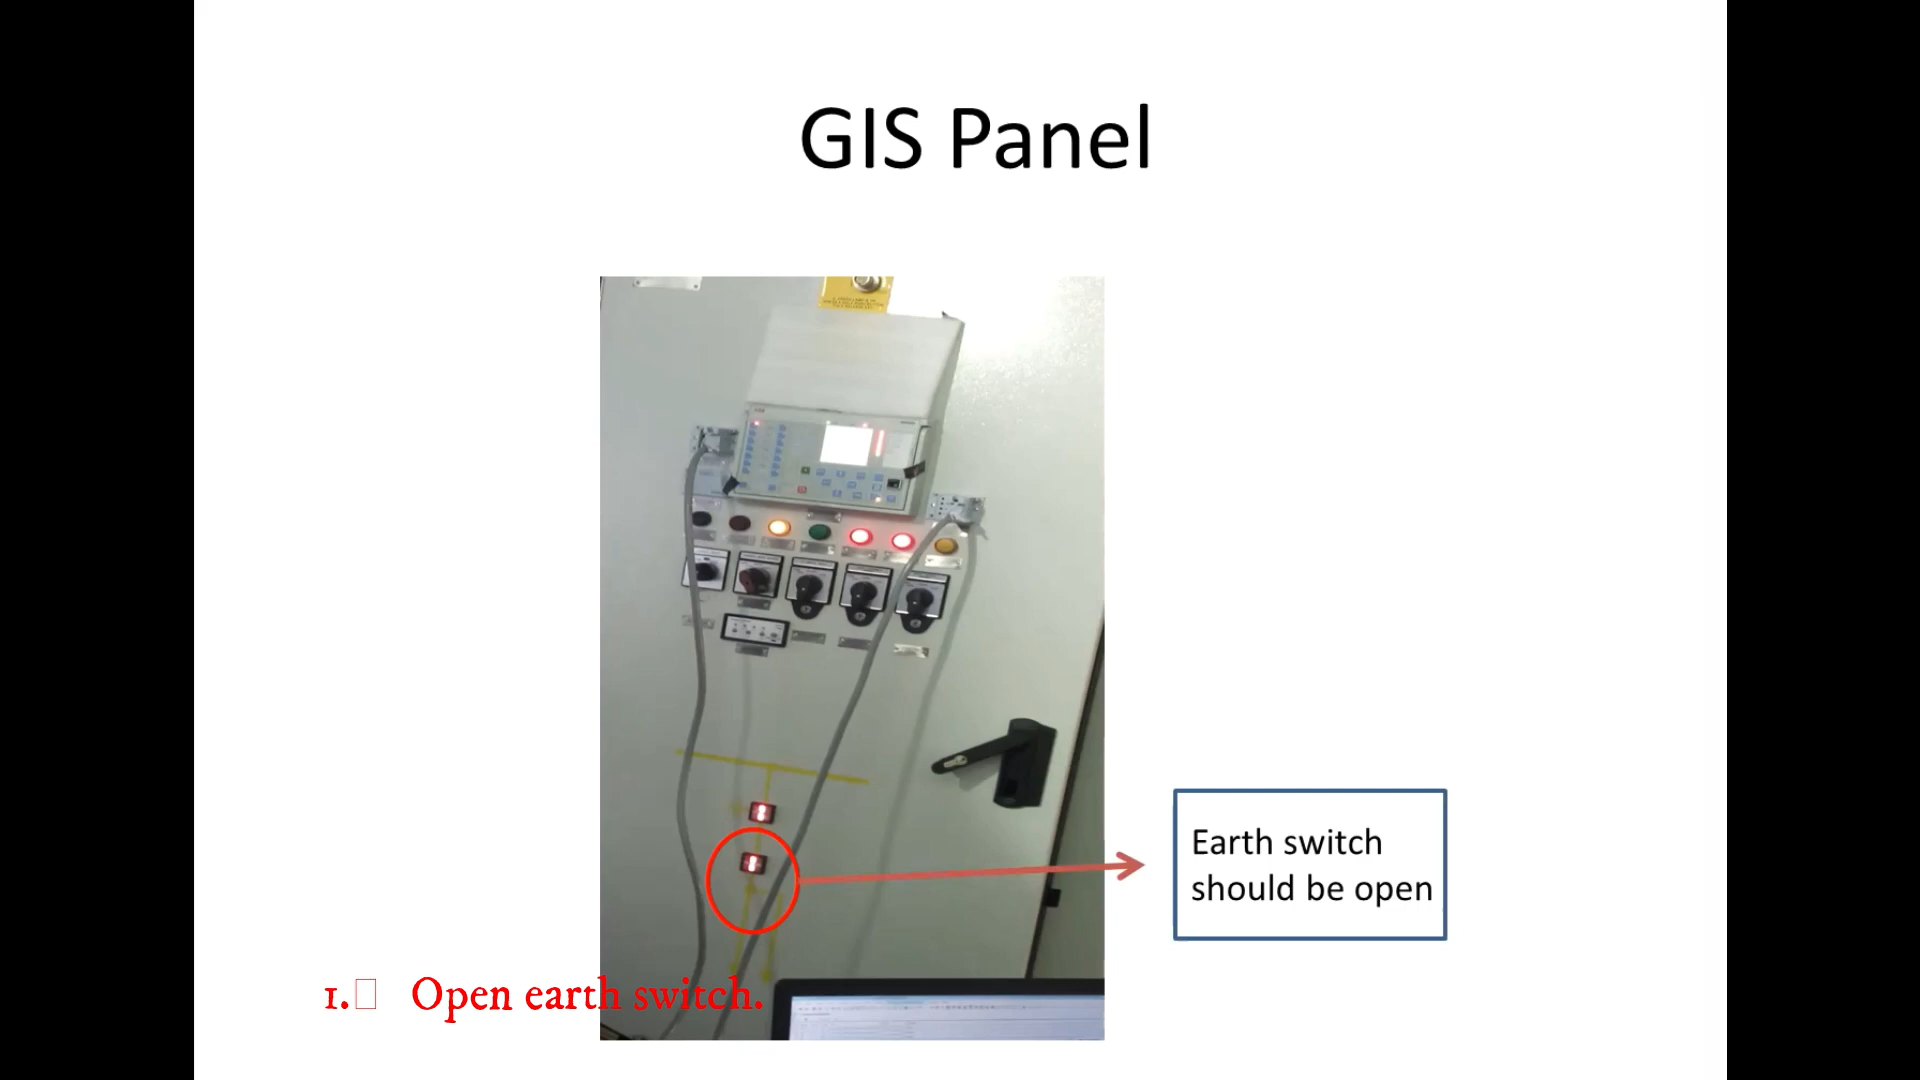 GIS Panel
Earth switch
should be open
1. Open earth switch.